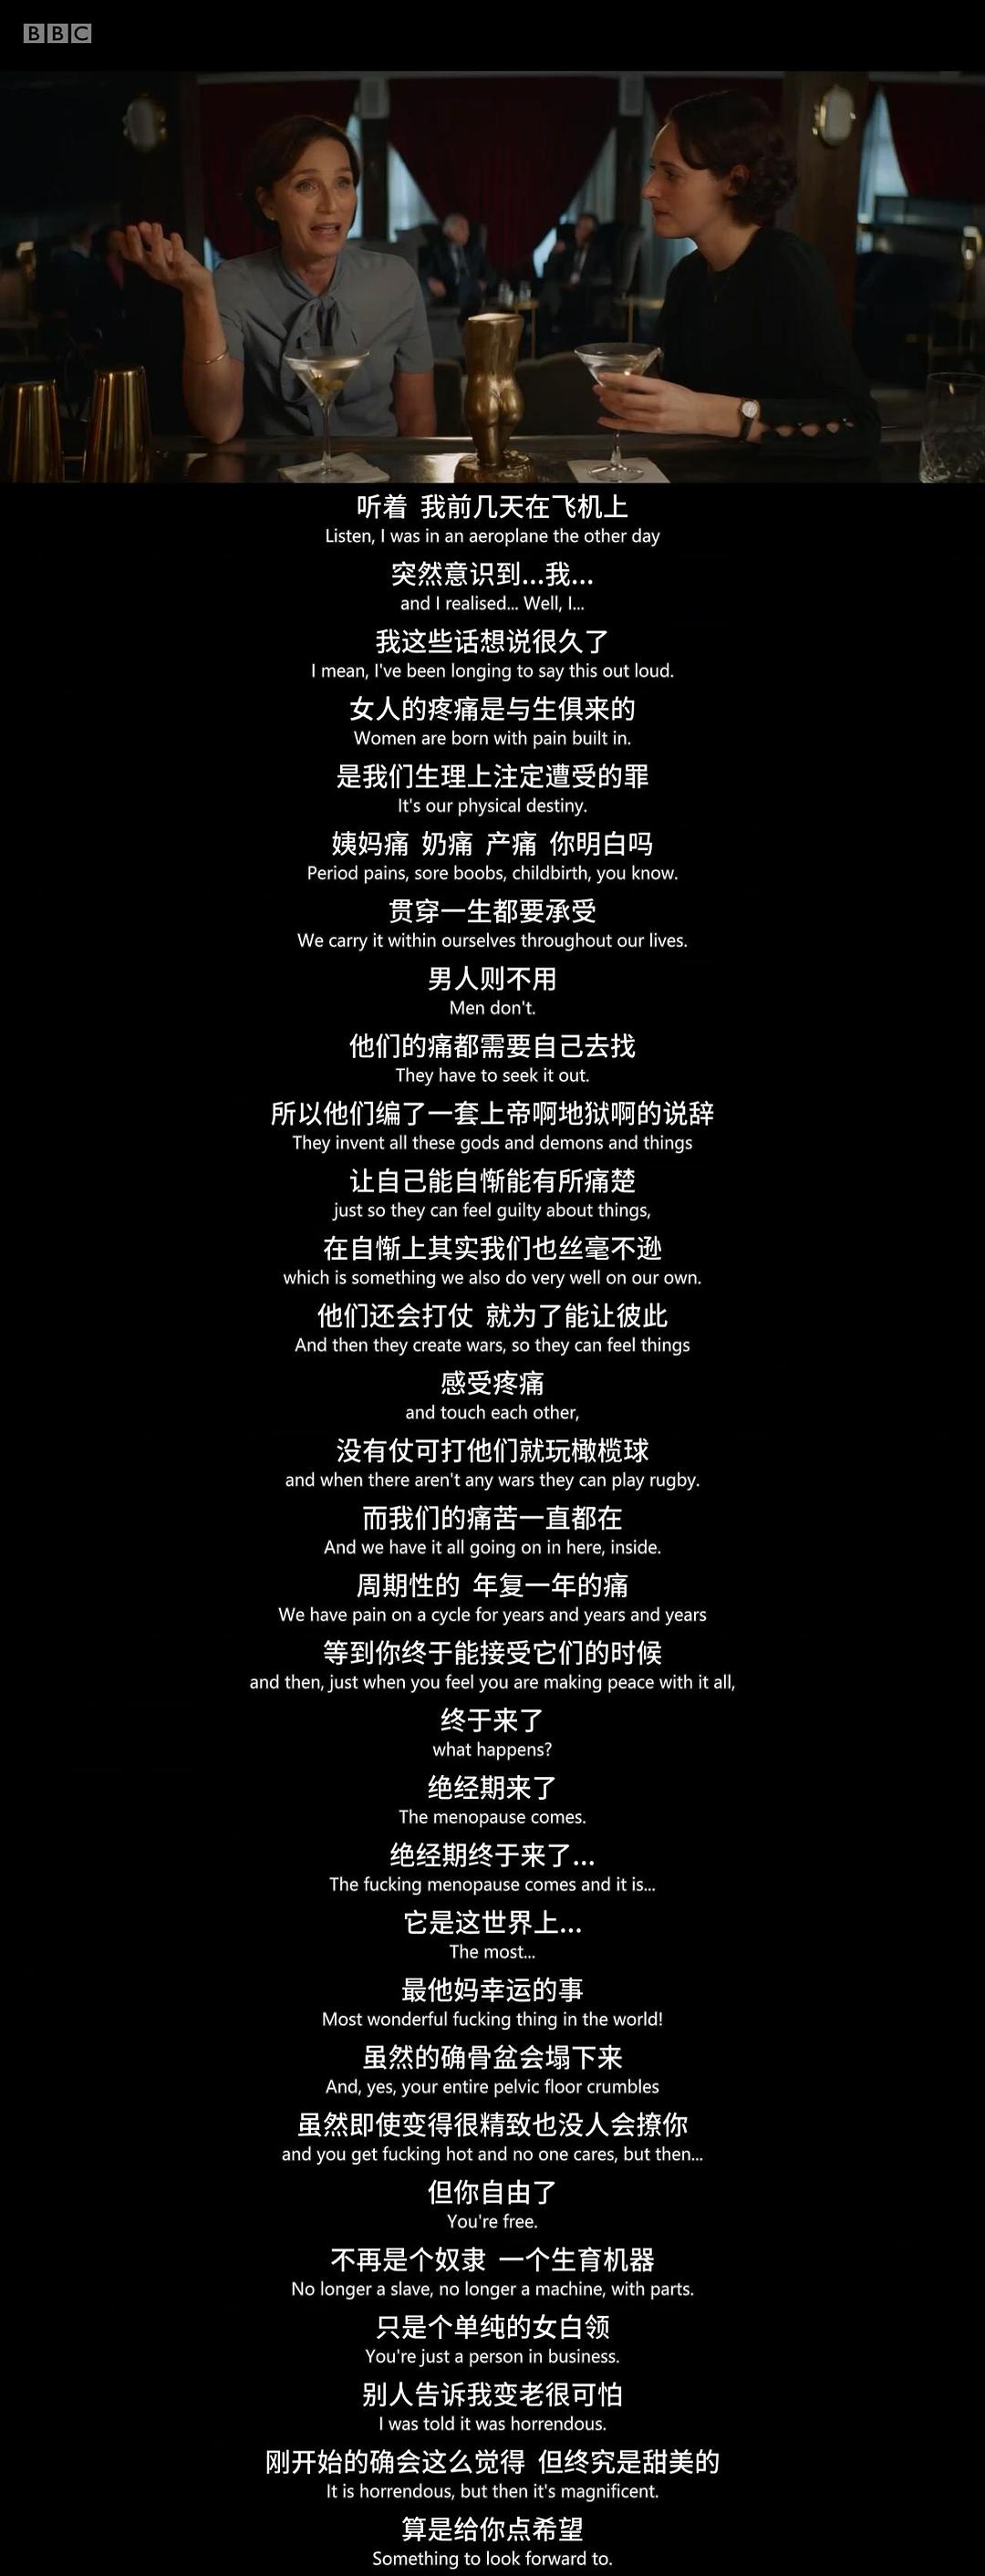 BBC
听着 我前几天在飞机上
Listen, I was in an aeroplane the other day
突然意识到...我...
and I realised... Well, I...
我这些话想说很久了
I mean, I've been longing to say this out loud.
女人的疼痛是与生俱来的
Women are born with pain built in.
是我们生理上注定遭受的罪
It's our physical destiny.
姨妈痛 奶痛 产痛 你明白吗
Period pains, sore boobs, childbirth, you know.
贯穿一生都要承受
We carry it within ourselves throughout our lives.
男人则不用
Men don't.
他们的痛都需要自己去找
They have to seek it out.
所以他们编了一套上帝啊地狱啊的说辞
They invent all these gods and demons and things
让自己能自惭能有所痛楚
just so they can feel guilty about things,
在自惭上其实我们也丝毫不逊
which is something we also do very well on our own.
他们还会打仗 就为了能让彼此
And then they create wars, so they can feel things
感受疼痛
and touch each other,
没有仗可打他们就玩橄榄球
and when there aren't any wars they can play rugby.
而我们的痛苦一直都在
And we have it all going on in here, inside.
周期性的 年复一年的痛
We have pain on a cycle for years and years and years
等到你终于能接受它们的时候
and then, just when you feel you are making peace with it all,
终于来了
what happens?
绝经期来了
The menopause comes.
绝经期终于来了...
The fucking menopause comes and it is...
它是这世界上...
The most...
最他妈幸运的事
Most wonderful fucking thing in the world!
虽然的确骨盆会塌下来
And, yes, your entire pelvic floor crumbles
虽然即使变得很精致也没人会撩你
and you get fucking hot and no one cares, but then...
但你自由了
You're free.
不再是个奴隶 一个生育机器
No longer a slave, no longer a machine, with parts.
只是个单纯的女白领
You're just a person in business.
别人告诉我变老很可怕
I was told it was horrendous.
刚开始的确会这么觉得 但终究是甜美的
It is horrendous, but then it's magnificent.
算是给你点希望
Something to look forward to.